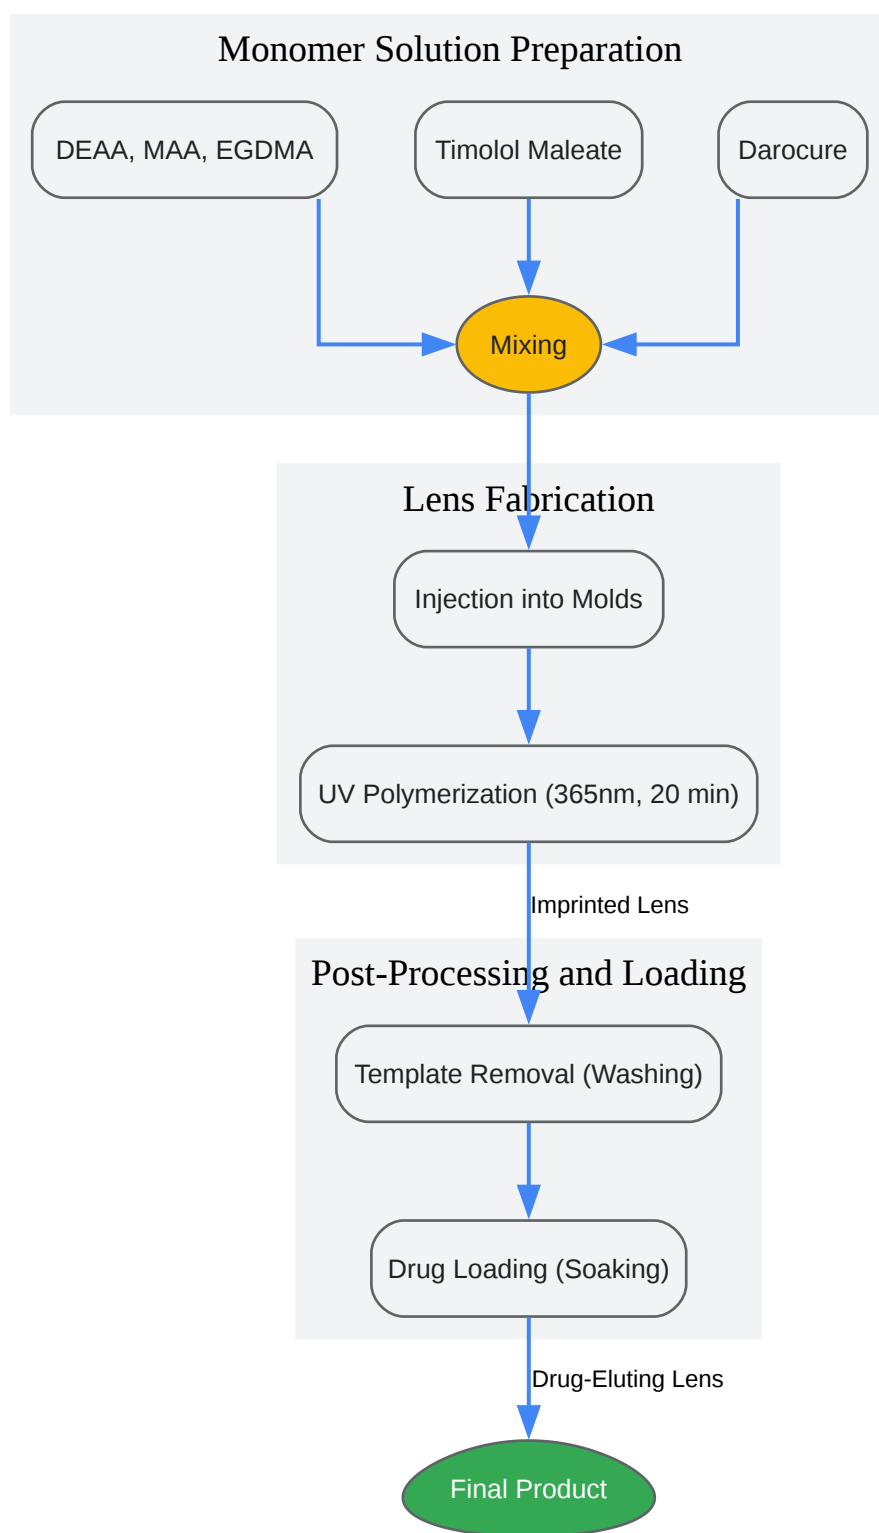 Monomer Solution Preparation
DEAA, MAA, EGDMA
Timolol Maleate
Darocure
Mixing
Lens Fabrication
Injection into Molds
UV Polymerization (365nm, 20 min)
Imprinted Lens
Post-Processing and Loading
Template Removal (Washing)
Drug Loading (Soaking)
Drug-Eluting Lens
Final Product